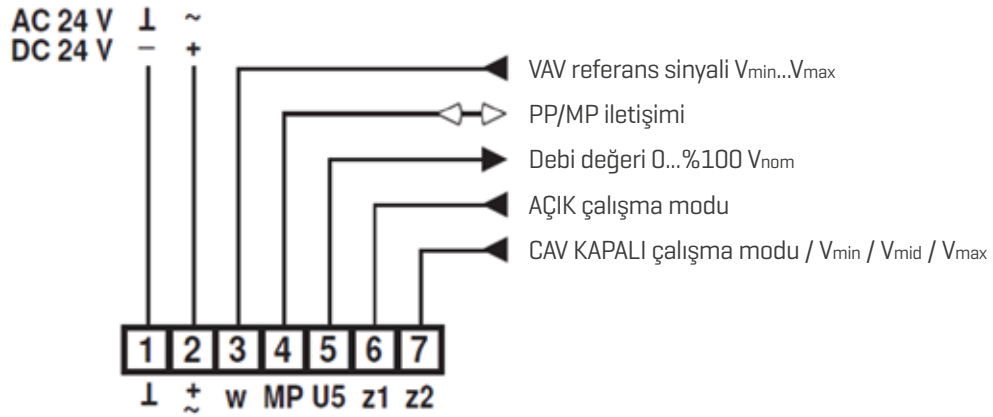 AC 24 V ⊥ ~
DC 24 V − +
VAV referans sinyali Vmin...Vmax
PP/MP iletişimi
Debi değeri 0...%100 Vnom
AÇIK çalışma modu
CAV KAPALI çalışma modu / Vmin / Vmid / Vmax
1 2 3 4 5 6 7
⊥ +~ w MP U5 z1 z2